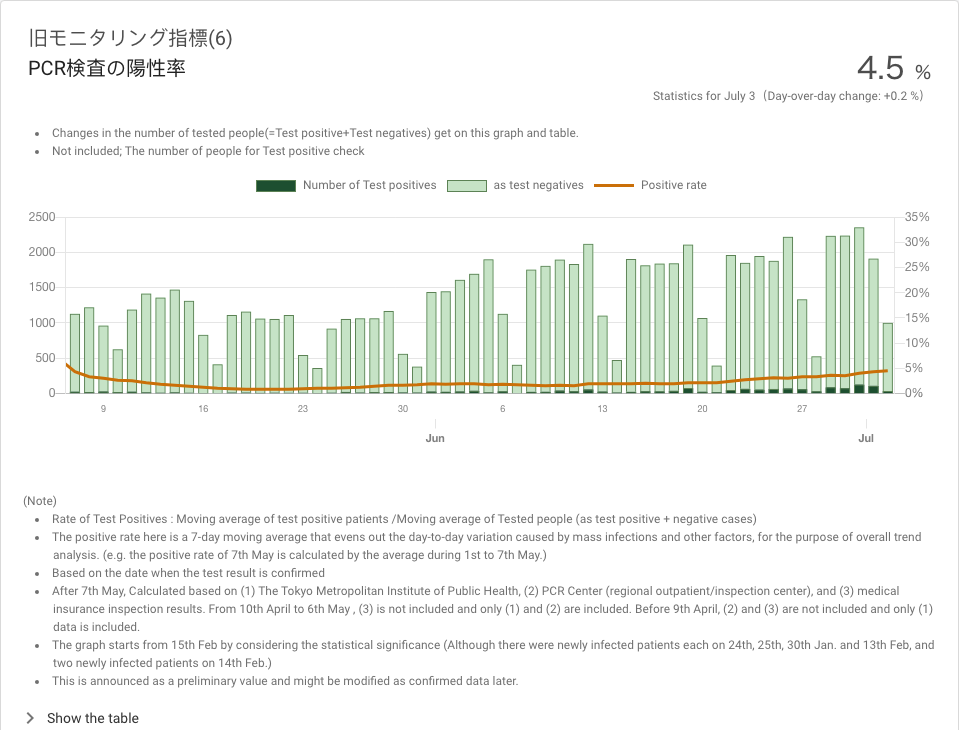 旧モニタリング指標(6)
PCR検査の陽性率
4.5 %
Statistics for July 3（Day-over-day change: +0.2 %）
• Changes in the number of tested people(=Test positive+Test negatives) get on this graph and table.
• Not included; The number of people for Test positive check
Number of Test positives as test negatives Positive rate
2500 35%
30%
2000
25%
1500 20%
1000 15%
10%
500
5%
0 0%
9 16 23 30 6 13 20 27
Jun Jul
(Note)
• Rate of Test Positives : Moving average of test positive patients /Moving average of Tested people (as test positive + negative cases)
• The positive rate here is a 7-day moving average that evens out the day-to-day variation caused by mass infections and other factors, for the purpose of overall trend
analysis. (e.g. the positive rate of 7th May is calculated by the average during 1st to 7th May.)
• Based on the date when the test result is confirmed
• After 7th May, Calculated based on (1) The Tokyo Metropolitan Institute of Public Health, (2) PCR Center (regional outpatient/inspection center), and (3) medical
insurance inspection results. From 10th April to 6th May , (3) is not included and only (1) and (2) are included. Before 9th April, (2) and (3) are not included and only (1)
data is included.
• The graph starts from 15th Feb by considering the statistical significance (Although there were newly infected patients each on 24th, 25th, 30th Jan. and 13th Feb, and
two newly infected patients on 14th Feb.)
• This is announced as a preliminary value and might be modified as confirmed data later.
Show the table